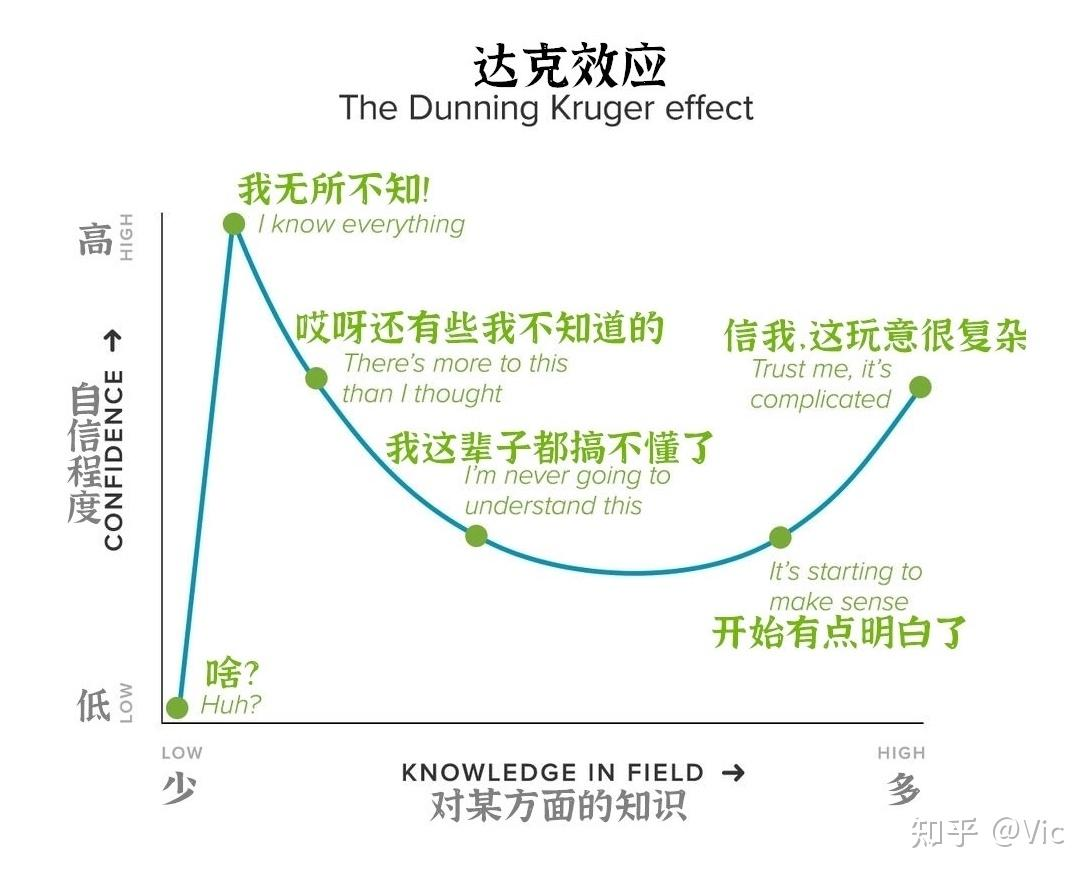 达克效应
The Dunning Kruger effect
我无所不知!
I know everything
高
HIGH
哎呀还有些我不知道的
There's more to this
than I thought
信我,这玩意很复杂
Trust me, it's
complicated
自信程度
CONFIDENCE →
我这辈子都搞不懂了
I'm never going to
understand this
It's starting to
make sense
开始有点明白了
啥?
Huh?
低
LOW
LOW
少
KNOWLEDGE IN FIELD →
对某方面的知识
HIGH
多
知乎 @Vic